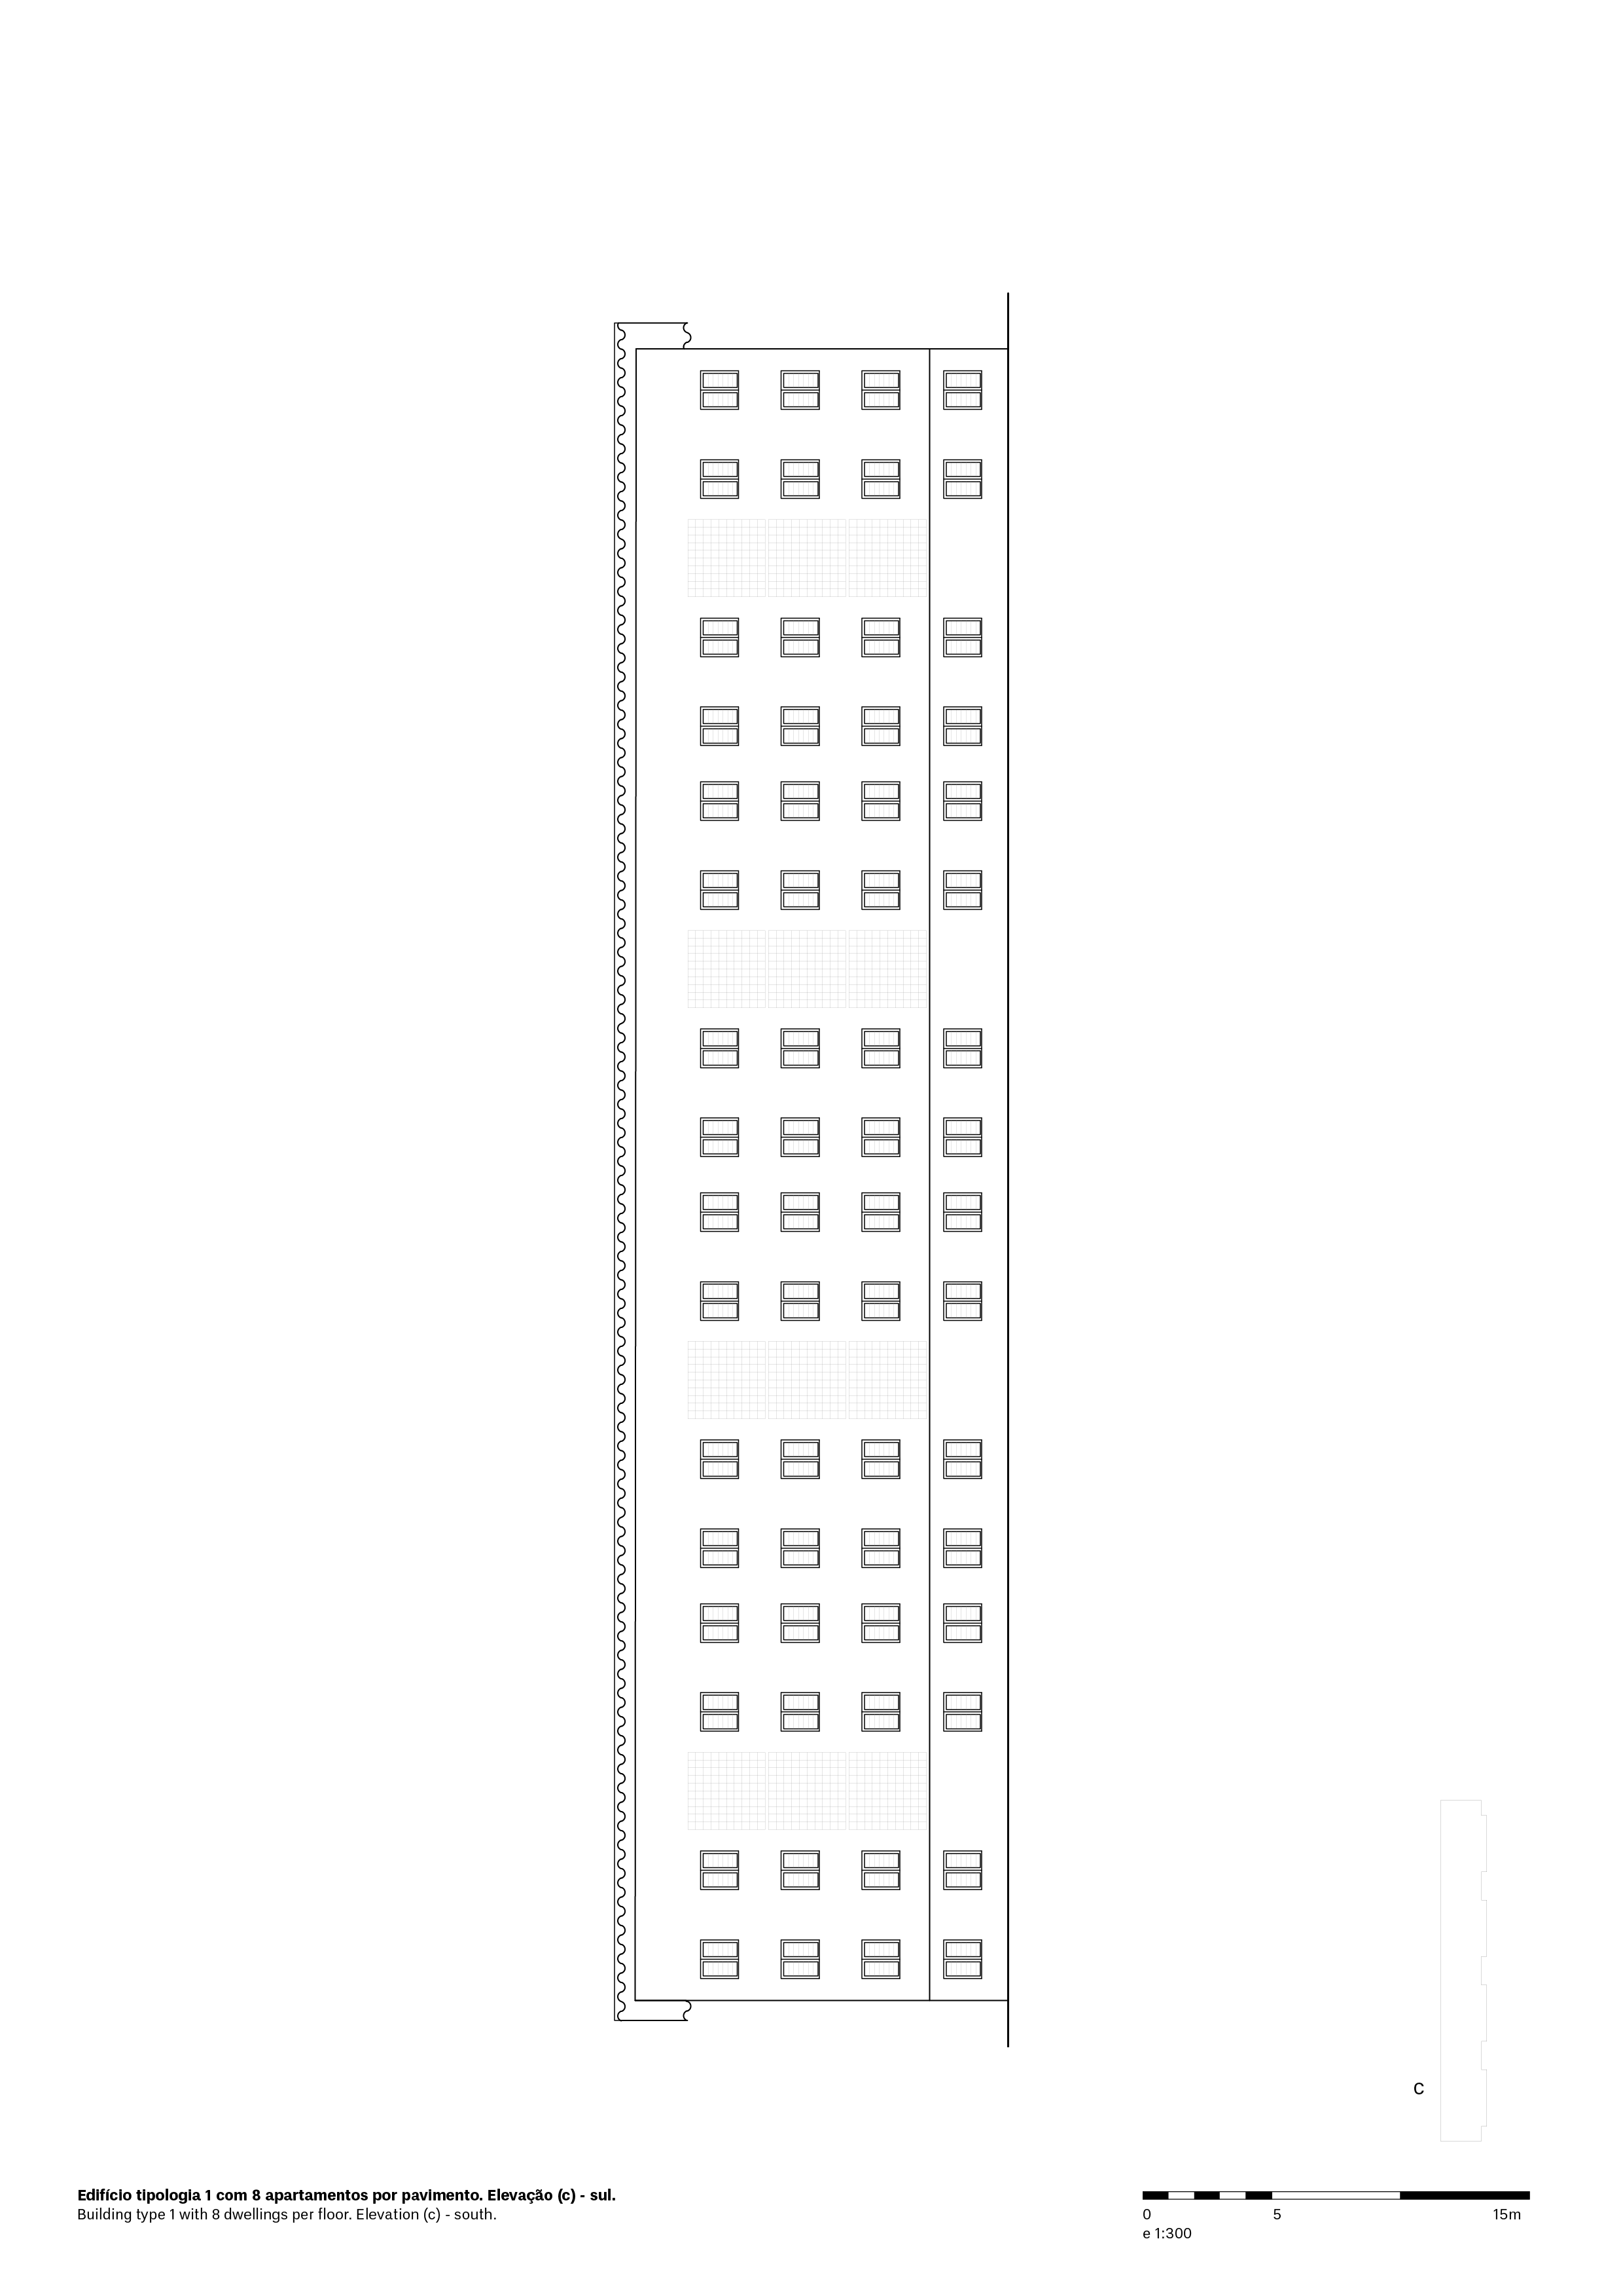 C
Edifício tipologia 1 com 8 apartamentos por pavimento. Elevação (c) - sul.
Building type 1 with 8 dwellings per floor. Elevation (c) - south.
0 5 15m
e 1:300